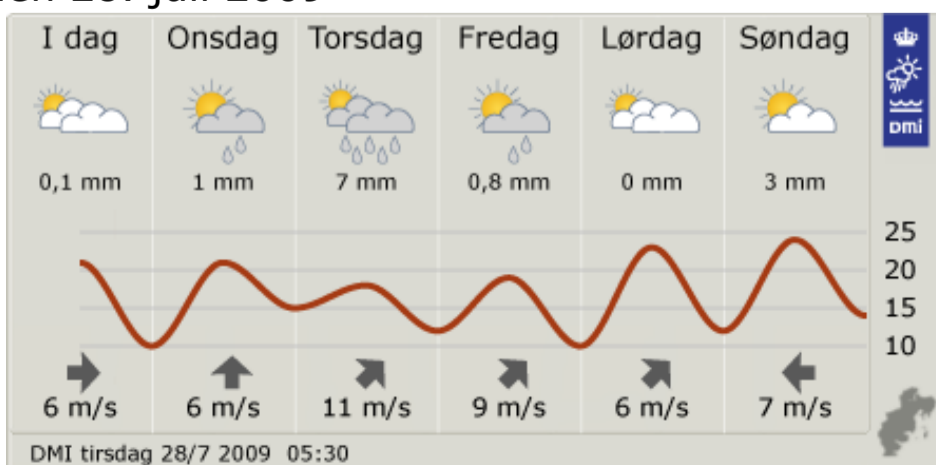 I dag Onsdag Torsdag Fredag Lørdag Søndag
DMI
0,1 mm 1 mm 7 mm 0,8 mm 0 mm 3 mm
25
20
15
10
6 m/s 6 m/s 11 m/s 9 m/s 6 m/s 7 m/s
DMI tirsdag 28/7 2009 05:30